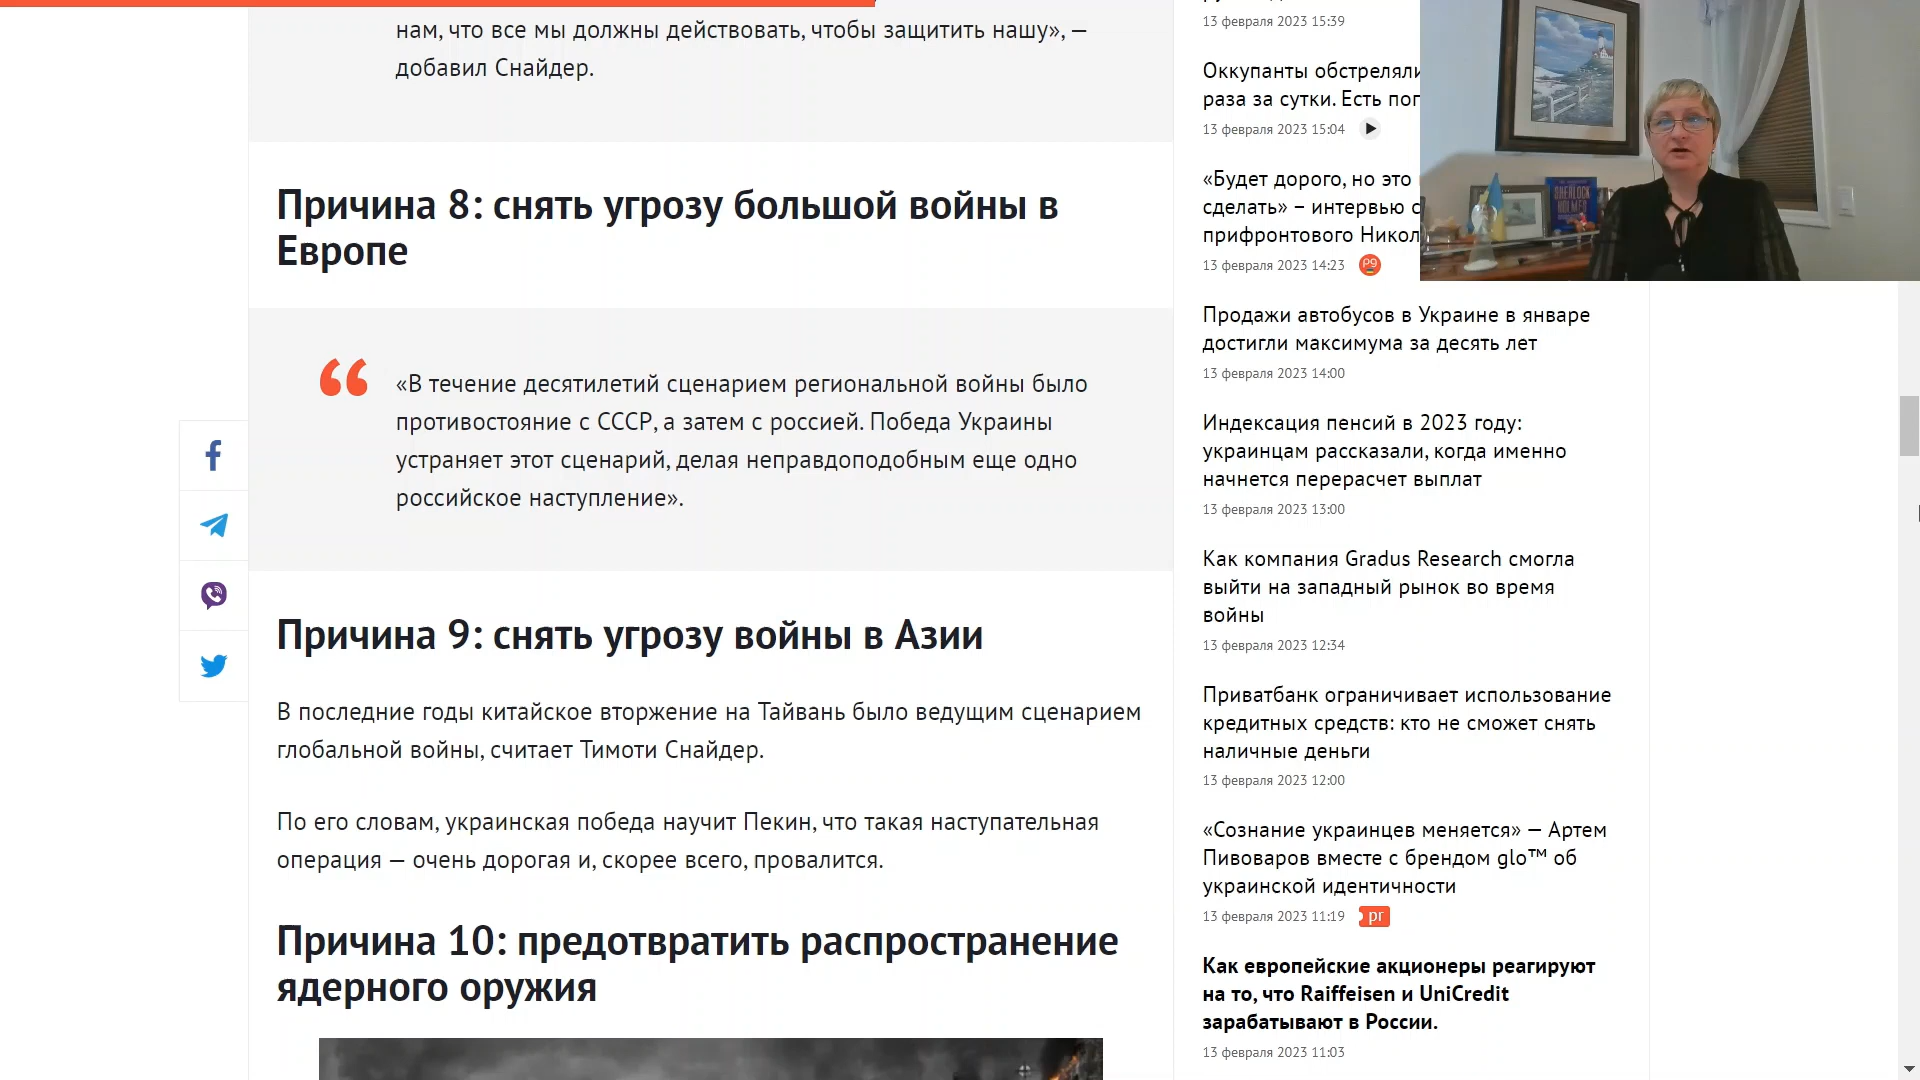 нам, что все мы должны действовать, чтобы защитить нашу», —
добавил Снайдер.
Причина 8: снять угрозу большой войны в
Европе
«В течение десятилетий сценарием региональной войны было
противостояние с СССР, а затем с россией. Победа Украины
устраняет этот сценарий, делая неправдоподобным еще одно
российское наступление».
Причина 9: снять угрозу войны в Азии
В последние годы китайское вторжение на Тайвань было ведущим сценарием
глобальной войны, считает Тимоти Снайдер.
По его словам, украинская победа научит Пекин, что такая наступательная
операция — очень дорогая и, скорее всего, провалится.
Причина 10: предотвратить распространение
ядерного оружия
13 февраля 2023 15:39
Оккупанты обстреляли
раза за сутки. Есть
13 февраля 2023 15:04
«Будет дорого, но это
сделать» – интервью с
прифронтового
13 февраля 2023 14:23
Продажи автобусов в Украине в январе
достигли максимума за десять лет
13 февраля 2023 14:00
Индексация пенсий в 2023 году:
украинцам рассказали, когда именно
начнется перерасчет выплат
13 февраля 2023 13:00
Как компания Gradus Research смогла
выйти на западный рынок во время
войны
13 февраля 2023 12:34
Приватбанк ограничивает использование
кредитных средств: кто не сможет снять
наличные деньги
13 февраля 2023 12:00
«Сознание украинцев меняется» — Артем
Пивоваров вместе с брендом glo™ об
украинской идентичности
13 февраля 2023 11:19 pr
Как европейские акционеры реагируют
на то, что Raiffeisen и UniCredit
зарабатывают в России.
13 февраля 2023 11:03
SHERLOCK
HOLMES